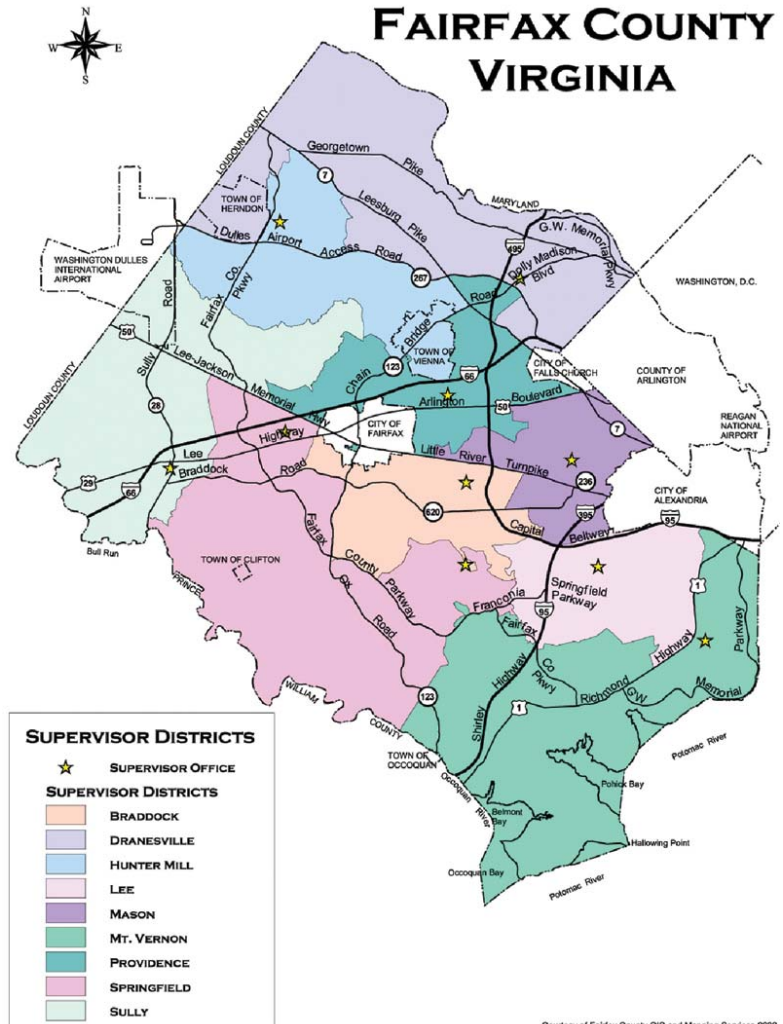 FAIRFAX COUNTY
VIRGINIA
N
W
E
S
LOUDOUN COUNTY
Georgetown
Pike
7
TOWN OF
HERNDON
Leesburg
Pike
MARYLAND
G.W. Memorial
Pkwy
495
Dulles
Airport
Access
Road
267
Dolly Madison
Blvd
WASHINGTON DULLES
INTERNATIONAL
AIRPORT
WASHINGTON, D.C.
Road
Sully
Fairfax
Co.
Pkwy
Road
Bridge
Chain
123
TOWN OF
VIENNA
66
50
Lee-Jackson
Memorial
Hwy
CITY OF
FALLS CHURCH
COUNTY OF
ARLINGTON
LOUDOUN COUNTY
28
Arlington
50
Boulevard
REAGAN
NATIONAL
AIRPORT
7
CITY OF
FAIRFAX
Lee
Highway
Little
River
Turnpike
Braddock
Road
29
66
236
CITY OF
ALEXANDRIA
620
395
95
Capital
Beltway
Bull Run
Fairfax
County
Parkway
TOWN OF CLIFTON
PRINCE
WILLIAM
COUNTY
Ox
Road
Franconia
Springfield
Parkway
95
Fairfax
Co
Pkwy
1
Highway
Parkway
Richmond
GW
Memorial
123
Shirley
Highway
1
TOWN OF
OCCOQUAN
Occoquan
River
Potomac River
Pohick Bay
Belmont
Bay
Hallowing Point
Occoquan Bay
Potomac River
SUPERVISOR DISTRICTS
SUPERVISOR OFFICE
SUPERVISOR DISTRICTS
BRADDOCK
DRANESVILLE
HUNTER MILL
LEE
MASON
MT. VERNON
PROVIDENCE
SPRINGFIELD
SULLY